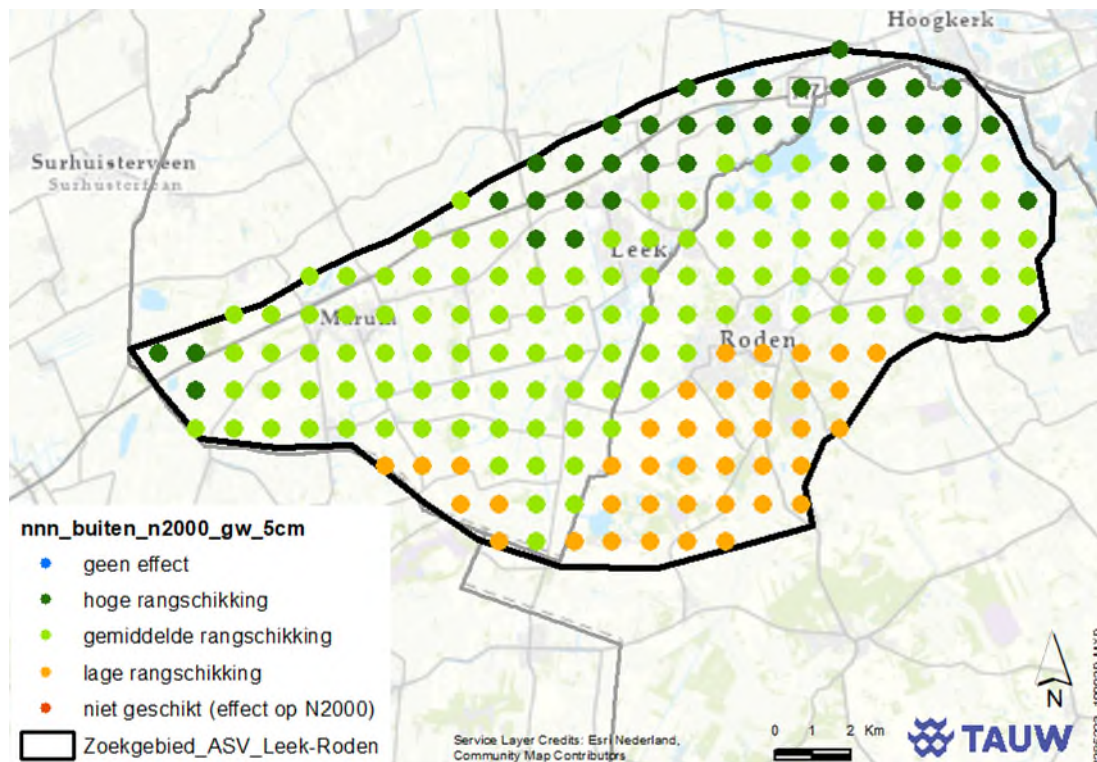 Hoogkerk
Surhuisterveen
Surhusterfean
Leek
Marum
Roden
nnn_buiten_n2000_gw_5cm
geen effect
hoge rangschikking
gemiddelde rangschikking
lage rangschikking
niet geschikt (effect op N2000)
Zoekgebied_ASV_Leek-Roden
Service Layer Credits: Esri Nederland,
Community Map Contributors
0 1 2 Km
N
TAUW